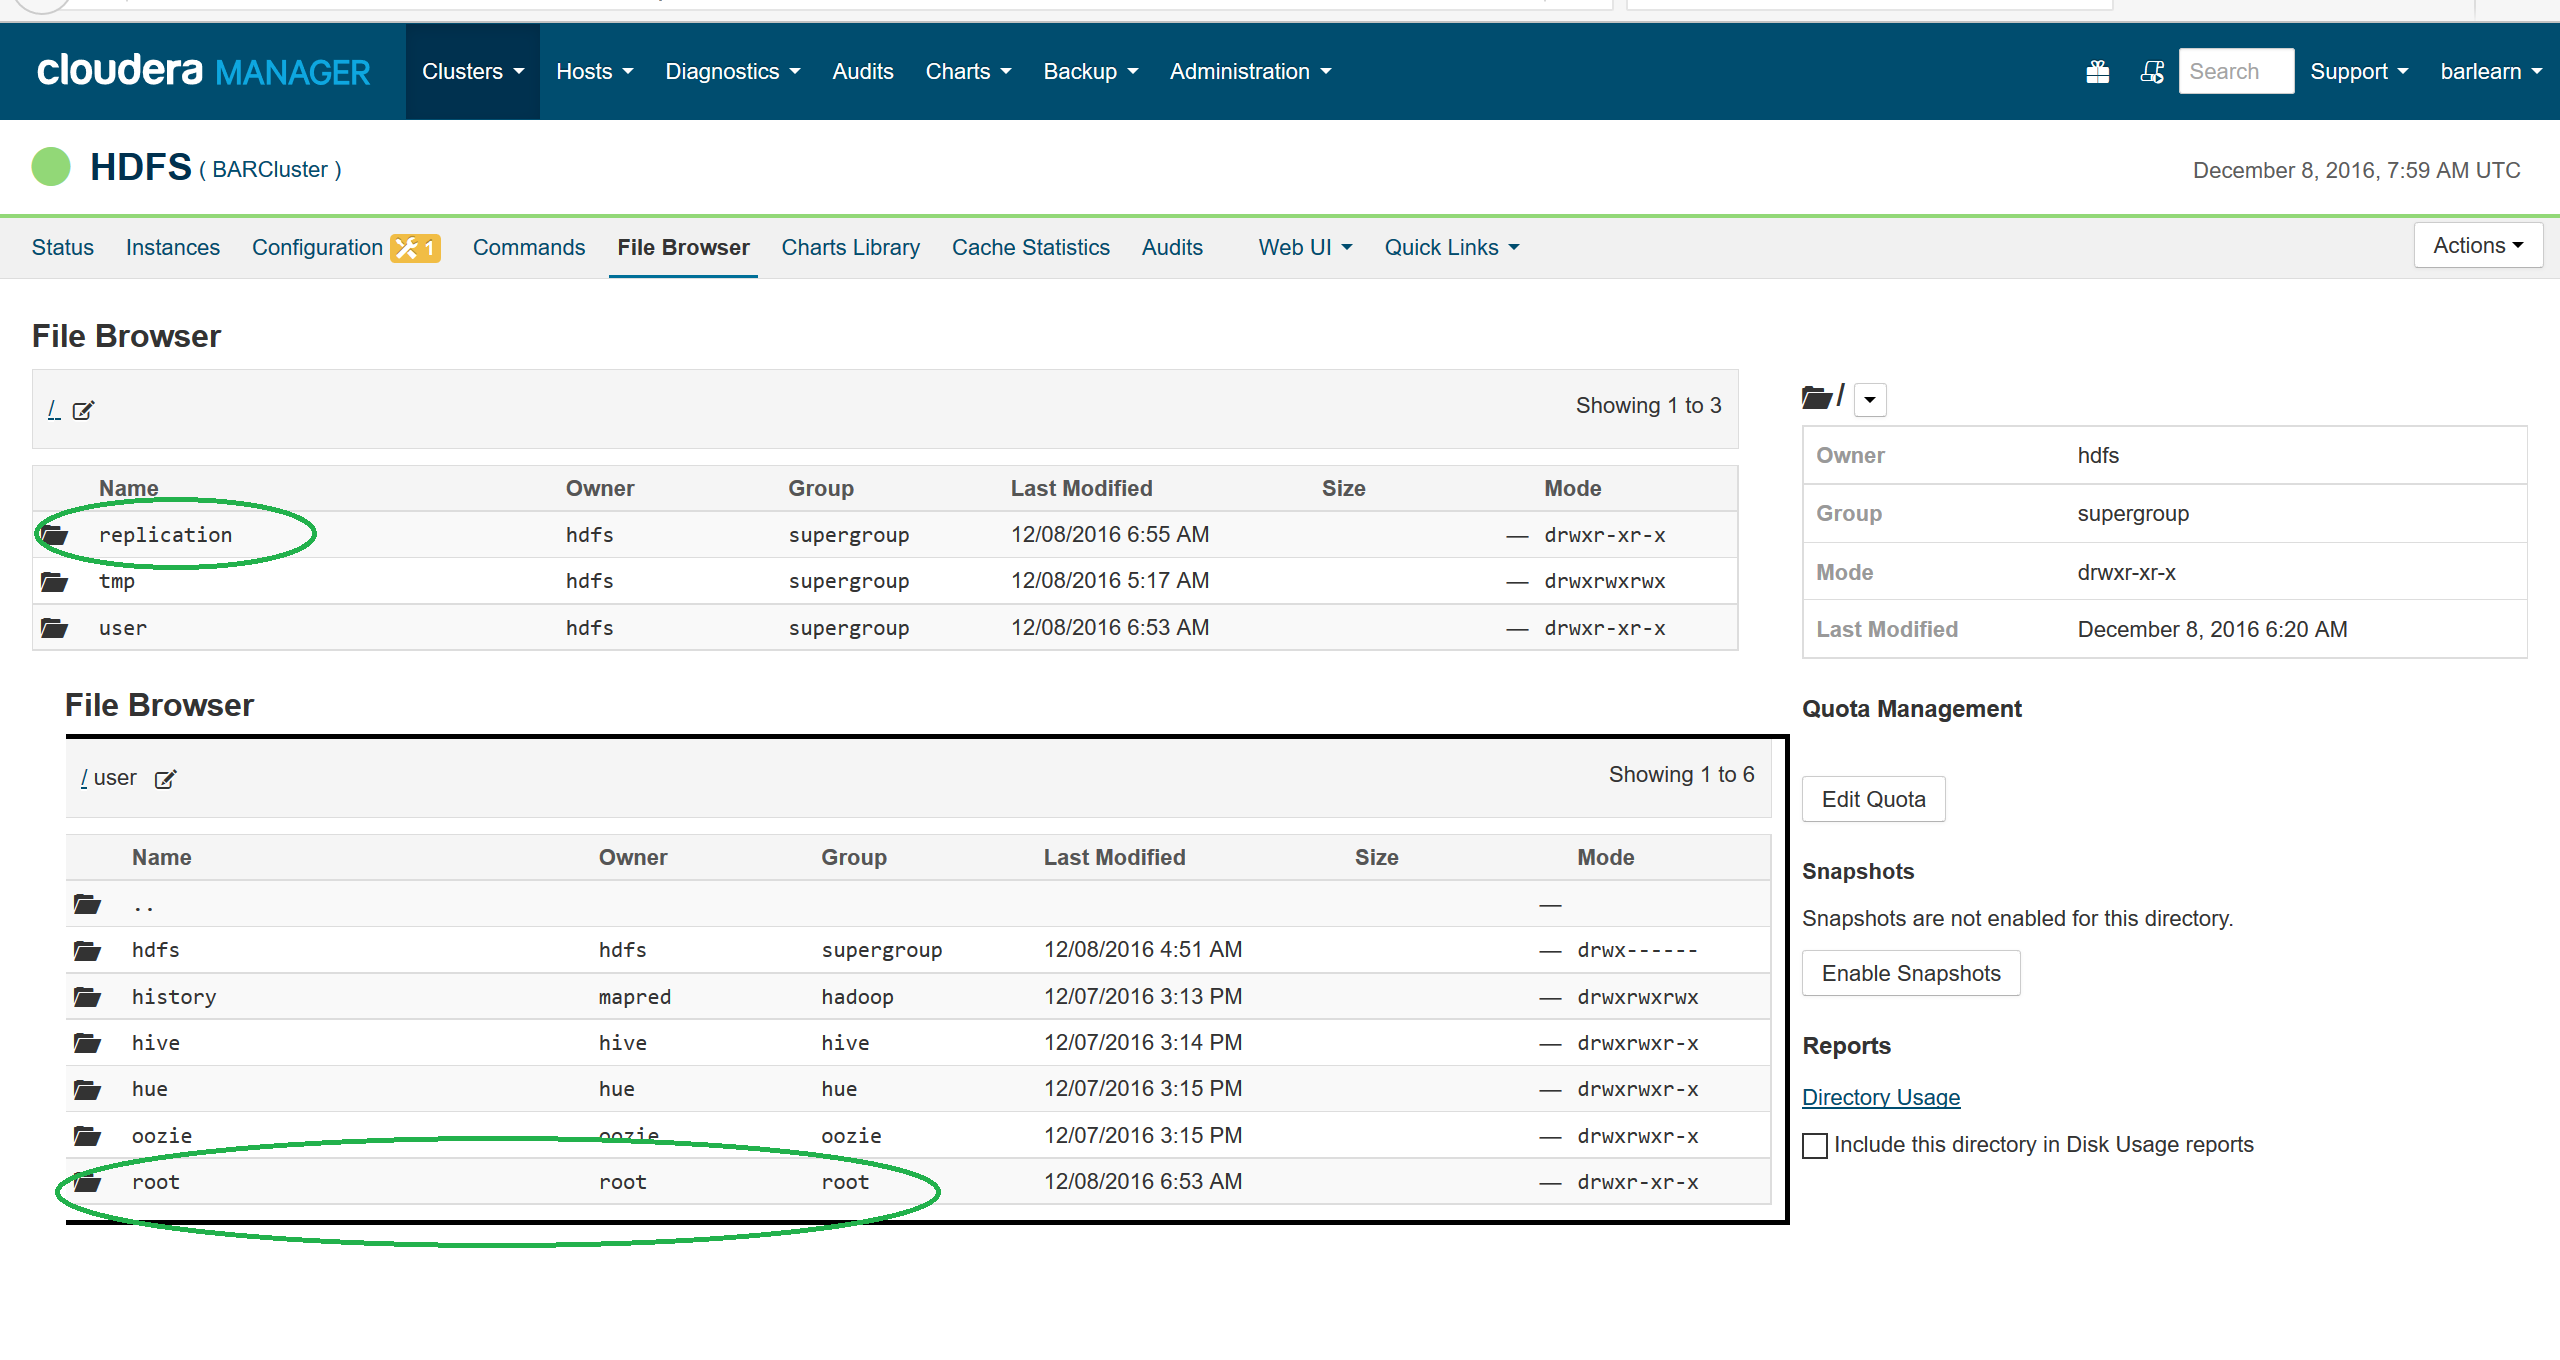 cloudera MANAGER Clusters Hosts Diagnostics Audits Charts Backup Administration Search Support barlearn
HDFS ( BARCluster ) December 8, 2016, 7:59 AM UTC
Status Instances Configuration 1 Commands File Browser Charts Library Cache Statistics Audits Web UI Quick Links Actions
File Browser
/ Showing 1 to 3
Name Owner Group Last Modified Size Mode
replication hdfs supergroup 12/08/2016 6:55 AM — drwxr-xr-x
tmp hdfs supergroup 12/08/2016 5:17 AM — drwxrwxrwx
user hdfs supergroup 12/08/2016 6:53 AM — drwxr-xr-x
File Browser
/ user Showing 1 to 6
Name Owner Group Last Modified Size Mode
.. —
hdfs hdfs supergroup 12/08/2016 4:51 AM — drwx------
history mapred hadoop 12/07/2016 3:13 PM — drwxrwxrwx
hive hive hive 12/07/2016 3:14 PM — drwxrwxr-x
hue hue hue 12/07/2016 3:15 PM — drwxrwxr-x
oozie oozie oozie 12/07/2016 3:15 PM — drwxrwxr-x
root root root 12/08/2016 6:53 AM — drwxr-xr-x
/
Owner hdfs
Group supergroup
Mode drwxr-xr-x
Last Modified December 8, 2016 6:20 AM
Quota Management
Edit Quota
Snapshots
Snapshots are not enabled for this directory.
Enable Snapshots
Reports
Directory Usage
Include this directory in Disk Usage reports